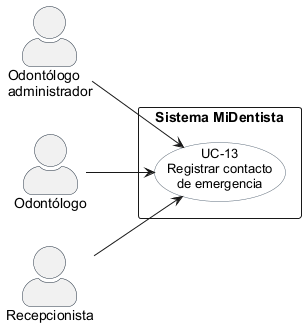 Odontólogo
administrador
Sistema MiDentista
UC-13
Registrar contacto
de emergencia
Odontólogo
Recepcionista